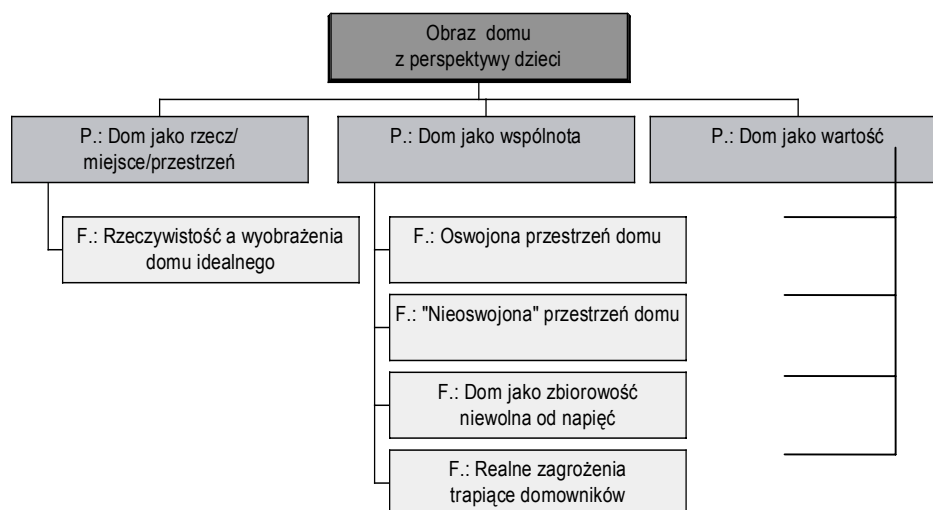 Obraz domu
z perspektywy dzieci
P.: Dom jako rzecz/
miejsce/przestrzeń
P.: Dom jako wspólnota
P.: Dom jako wartość
F.: Rzeczywistość a wyobrażenia
domu idealnego
F.: Oswojona przestrzeń domu
F.: "Nieoswojona" przestrzeń domu
F.: Dom jako zbiorowość
niewolna od napięć
F.: Realne zagrożenia
trapiące domowników